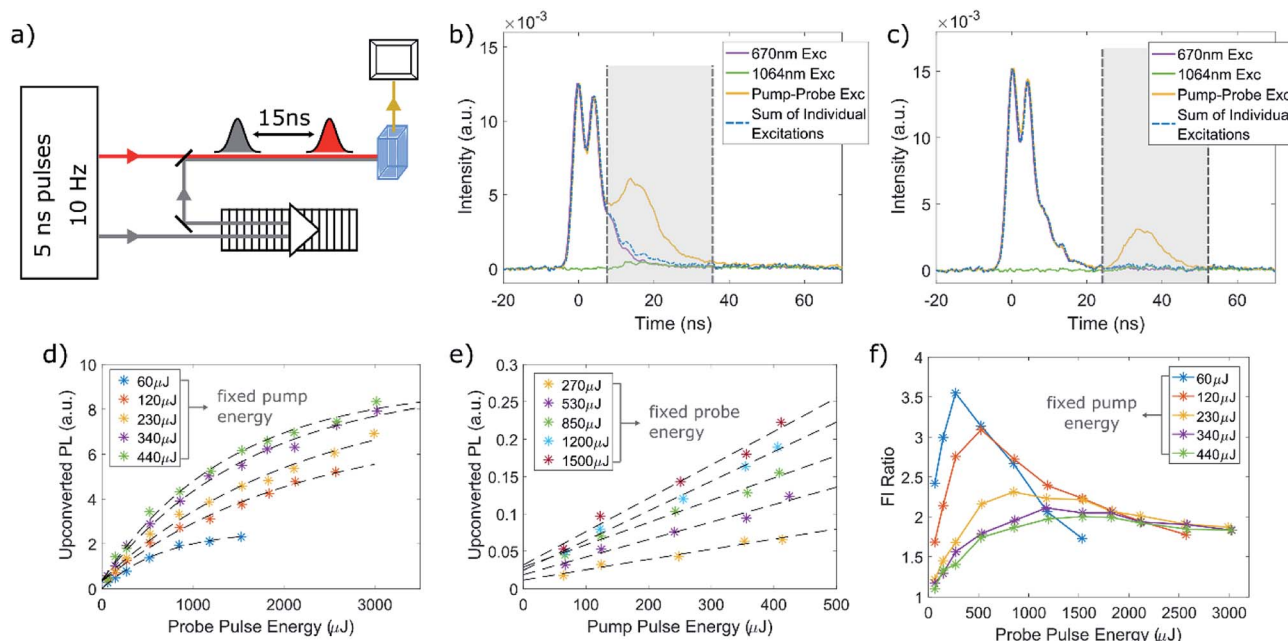 a)
5 ns pulses
10 Hz
15ns
b)
×10⁻³
15
10
5
0
Intensity (a.u.)
-20
0
20
40
60
Time (ns)
670nm Exc
1064nm Exc
Pump-Probe Exc
Sum of Individual
Excitations
c)
×10⁻³
15
10
5
0
Intensity (a.u.)
-20
0
20
40
60
Time (ns)
670nm Exc
1064nm Exc
Pump-Probe Exc
Sum of Individual
Excitations
d)
10
8
6
4
2
0
Upconverted PL (a.u.)
0
1000
2000
3000
Probe Pulse Energy (µJ)
60µJ
120µJ
230µJ
340µJ
440µJ
fixed pump
energy
e)
0.3
0.25
0.2
0.15
0.1
0.05
0
Upconverted PL (a.u.)
0
100
200
300
400
500
Pump Pulse Energy (µJ)
270µJ
530µJ
850µJ
1200µJ
1500µJ
fixed probe
energy
f)
4
3.5
3
2.5
2
1.5
1
FI Ratio
0
500
1000
1500
2000
2500
3000
Probe Pulse Energy (µJ)
fixed pump
energy
60µJ
120µJ
230µJ
340µJ
440µJ